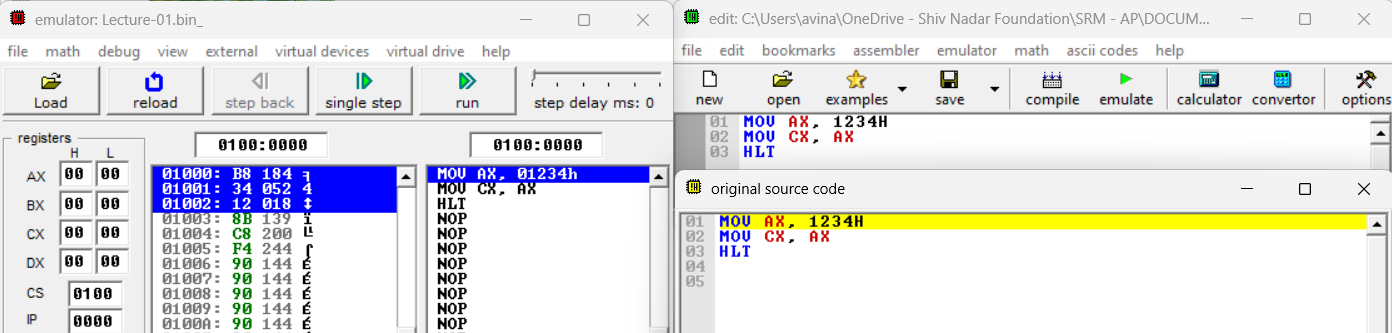 emulator: Lecture-01.bin_
file math debug view external virtual devices virtual drive help
Load reload step back single step run step delay ms: 0
registers
H L
AX 00 00
BX 00 00
CX 00 00
DX 00 00
CS 0100
IP 0000
0100:0000
01000: B8 184 ╕
01001: 34 052 4
01002: 12 018 ↕
01003: 8B 139 ï
01004: C8 200 ╚
01005: F4 244 ⌠
01006: 90 144 É
01007: 90 144 É
01008: 90 144 É
01009: 90 144 É
0100A: 90 144 É
0100:0000
MOV AX, 01234h
MOV CX, AX
HLT
NOP
NOP
NOP
NOP
NOP
NOP
NOP
NOP
edit: C:\Users\avina\OneDrive - Shiv Nadar Foundation\SRM - AP\DOCUM...
file edit bookmarks assembler emulator math ascii codes help
new open examples save compile emulate calculator convertor options
01 MOV AX, 1234H
02 MOV CX, AX
03 HLT
original source code
01 MOV AX, 1234H
02 MOV CX, AX
03 HLT
04
05